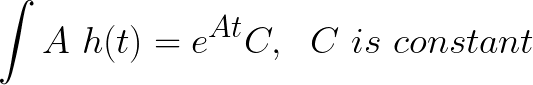 ∫ A h(t) = e^{At}C, C is constant